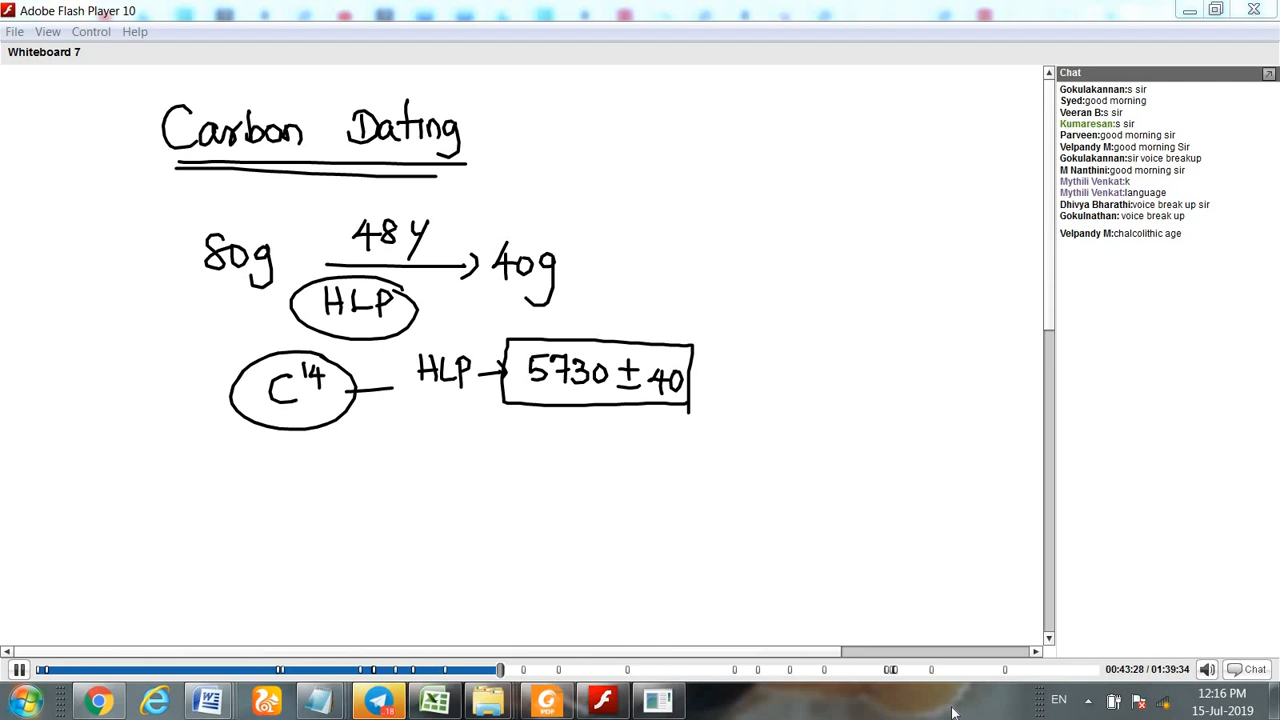 Adobe Flash Player 10
File View Control Help
Whiteboard 7
Carbon Dating
80g 48 y 40g
HLP
C14 HLP 5730 ± 40
Chat
Gokulakannan:s sir
Syed:good morning
Veeran B:s sir
Kumaresan:s sir
Parveen:good morning sir
Velpandy M:good morning Sir
Gokulakannan:sir voice breakup
M Nanthini:good morning sir
Mythili Venkat:k
Mythili Venkat:language
Dhivya Bharathi:voice break up sir
Gokulnathan: voice break up
Velpandy M:chalcolithic age
00:43:28 / 01:39:34 Chat
18 PDF EN 12:16 PM
15-Jul-2019